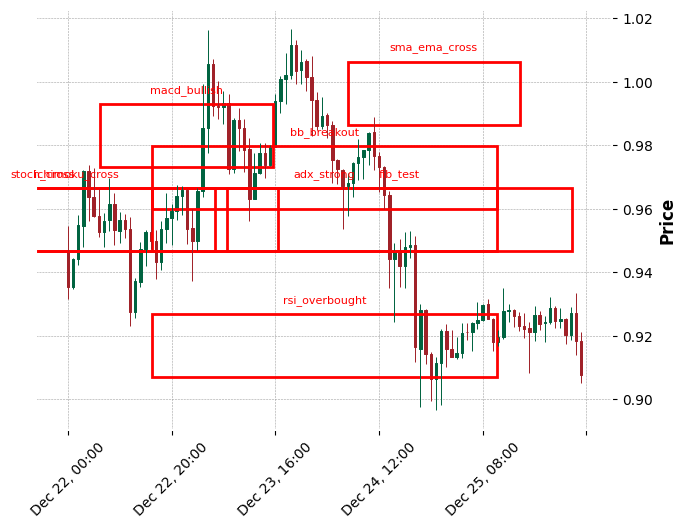 1.02
sma_ema_cross
1.00
macd_bullish
bb_breakout
0.98
adx_strong
fib_test
0.96
Price
0.94
rsi_overbought
0.92
0.90
Dec 22, 00:00
Dec 22, 20:00
Dec 23, 16:00
Dec 24, 12:00
Dec 25, 08:00